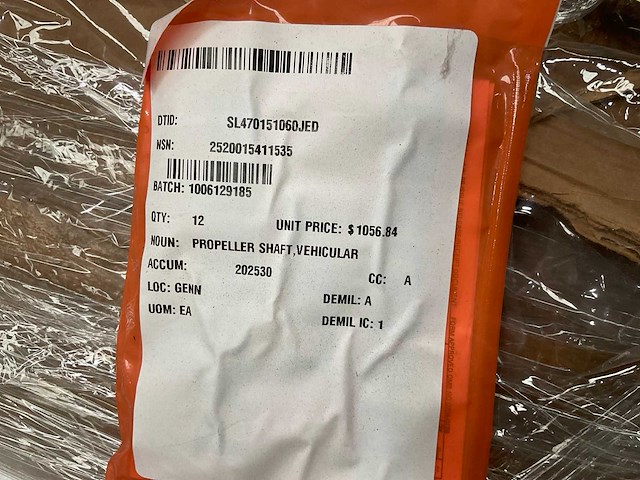 DTID: SL470151060JED
NSN: 2520015411535
BATCH: 1006129185
QTY: 12 UNIT PRICE: $1056.84
NOUN: PROPELLER SHAFT,VEHICULAR
ACCUM: 202530 CC: A
LOC: GENN DEMIL: A
UOM: EA DEMIL IC: 1